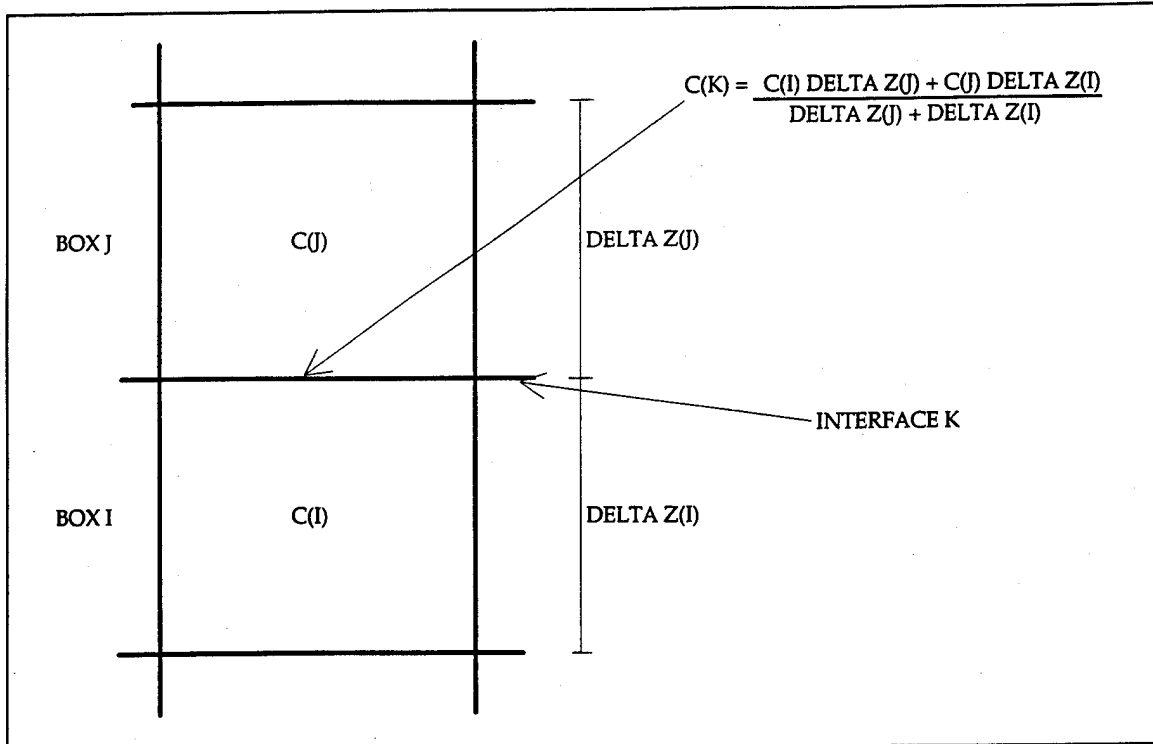 C(K) = C(I) DELTA Z(J) + C(J) DELTA Z(I)
DELTA Z(J) + DELTA Z(I)
BOX J
C(J)
DELTA Z(J)
INTERFACE K
BOX I
C(I)
DELTA Z(I)